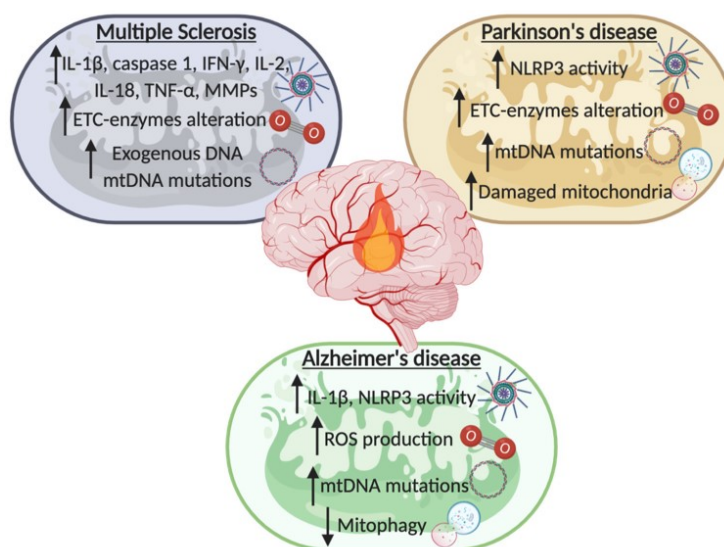 Multiple Sclerosis
IL-1β, caspase 1, IFN-γ, IL-2,
IL-18, TNF-α, MMPs
ETC-enzymes alteration
O O
Exogenous DNA
mtDNA mutations
Parkinson's disease
NLRP3 activity
ETC-enzymes alteration
O O
mtDNA mutations
Damaged mitochondria
Alzheimer's disease
IL-1β, NLRP3 activity
ROS production
O O
mtDNA mutations
Mitophagy